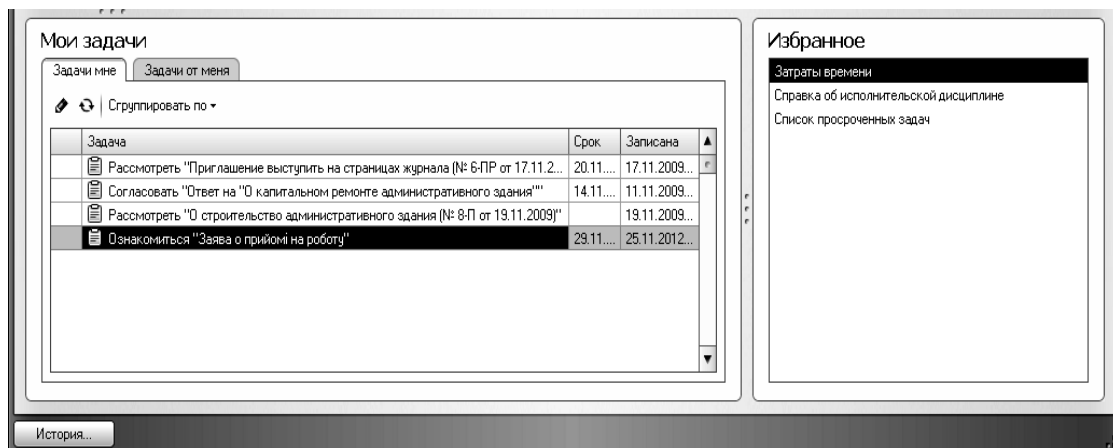 Мои задачи
Задачи мне
Задачи от меня
Сгруппировать по
Задача Срок Записана
Рассмотреть "Приглашение выступить на страницах журнала (№ 6-ПР от 17.11.2... 20.11.... 17.11.2009...
Согласовать "Ответ на "О капитальном ремонте административного здания"" 14.11.... 11.11.2009...
Рассмотреть "О строительство административного здания (№ 8-П от 19.11.2009)" 19.11.2009...
Ознакомиться "Заява о прийомі на роботу" 29.11.... 25.11.2012...
Избранное
Затраты времени
Справка об исполнительской дисциплине
Список просроченных задач
История...